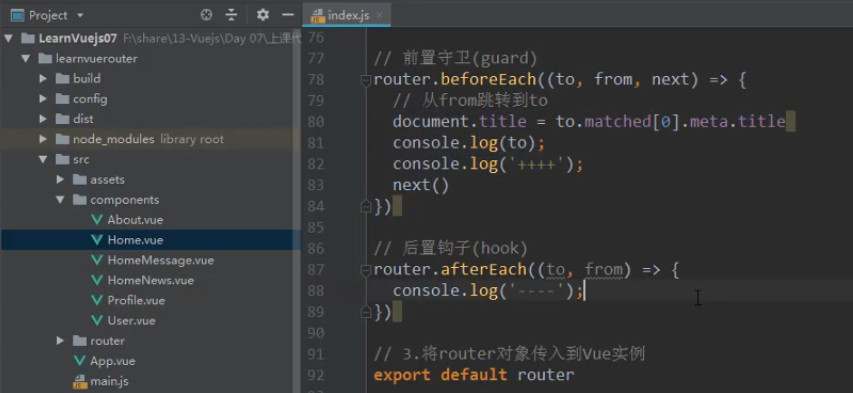 Project
LearnVuejs07 F:\share\13-Vuejs\Day 07\上课代
learnvuerouter
build
config
dist
node_modules library root
src
assets
components
About.vue
Home.vue
HomeMessage.vue
HomeNews.vue
Profile.vue
User.vue
router
App.vue
main.js
index.js
76
77 // 前置守卫(guard)
78 router.beforeEach((to, from, next) => {
79 // 从from跳转到to
80 document.title = to.matched[0].meta.title
81 console.log(to);
82 console.log('++++');
83 next()
84 })
85
86 // 后置钩子(hook)
87 router.afterEach((to, from) => {
88 console.log('----');
89 })
90
91 // 3.将router对象传入到Vue实例
92 export default router